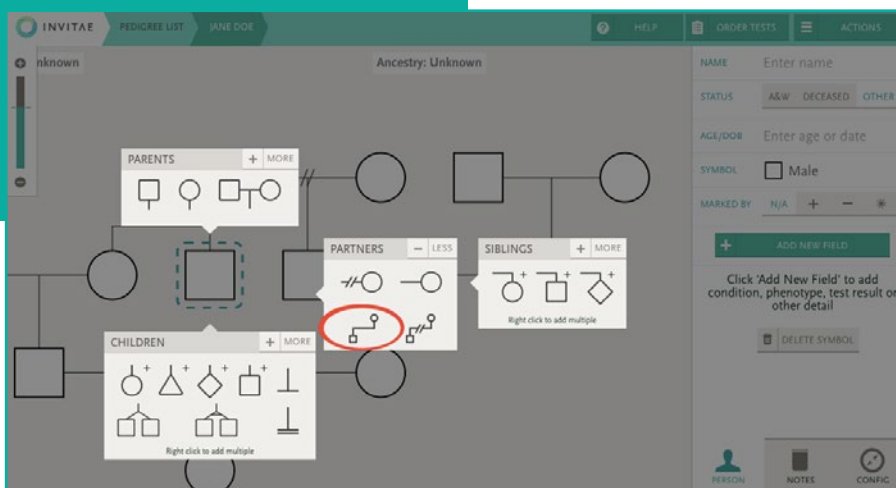 INVITAE PEDIGREE LIST JANE DOE ? HELP ORDER TESTS ACTIONS
nknown Ancestry: Unknown
NAME Enter name
STATUS A&W DECEASED OTHER
AGE/DOB Enter age or date
SYMBOL Male
MARKED BY N/A + − *
+ ADD NEW FIELD
Click 'Add New Field' to add
condition, phenotype, test result or
other detail
DELETE SYMBOL
PERSON NOTES CONFIG
PARENTS + MORE
PARTNERS − LESS
SIBLINGS + MORE
+ + +
Right click to add multiple
CHILDREN + MORE
+ + + +
Right click to add multiple